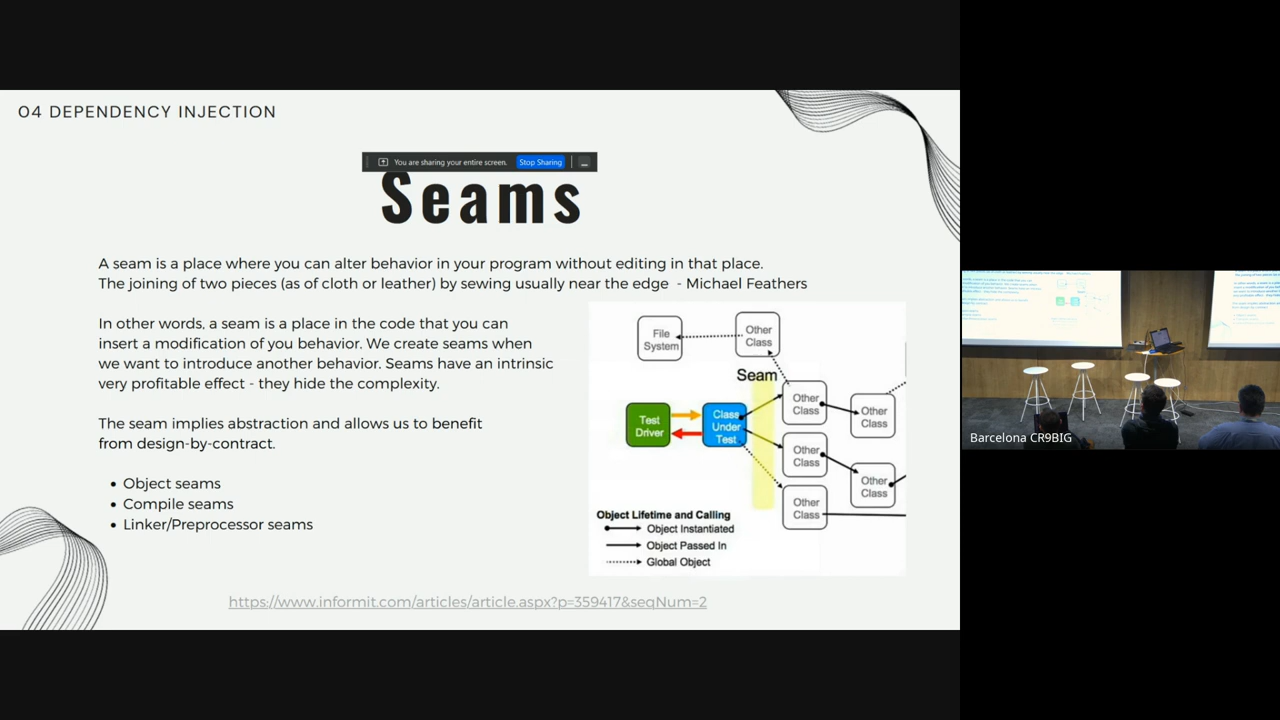 04 DEPENDENCY INJECTION
You are sharing your entire screen. Stop Sharing
Seams
A seam is a place where you can alter behavior in your program without editing in that place.
The joining of two pieces (asof cloth or leather) by sewing usually near the edge - Michael Feathers
In other words, a seam is a place in the code that you can
insert a modification of you behavior. We create seams when
we want to introduce another behavior. Seams have an intrinsic
very profitable effect - they hide the complexity.
The seam implies abstraction and allows us to benefit
from design-by-contract.
• Object seams
• Compile seams
• Linker/Preprocessor seams
File
System
Other
Class
Seam
Test
Driver
Class
Under
Test
Other
Class
Other
Class
Other
Class
Other
Class
Other
Class
Object Lifetime and Calling
Object Instantiated
Object Passed In
Global Object
https://www.informit.com/articles/article.aspx?p=359417&seqNum=2
Barcelona CR9BIG